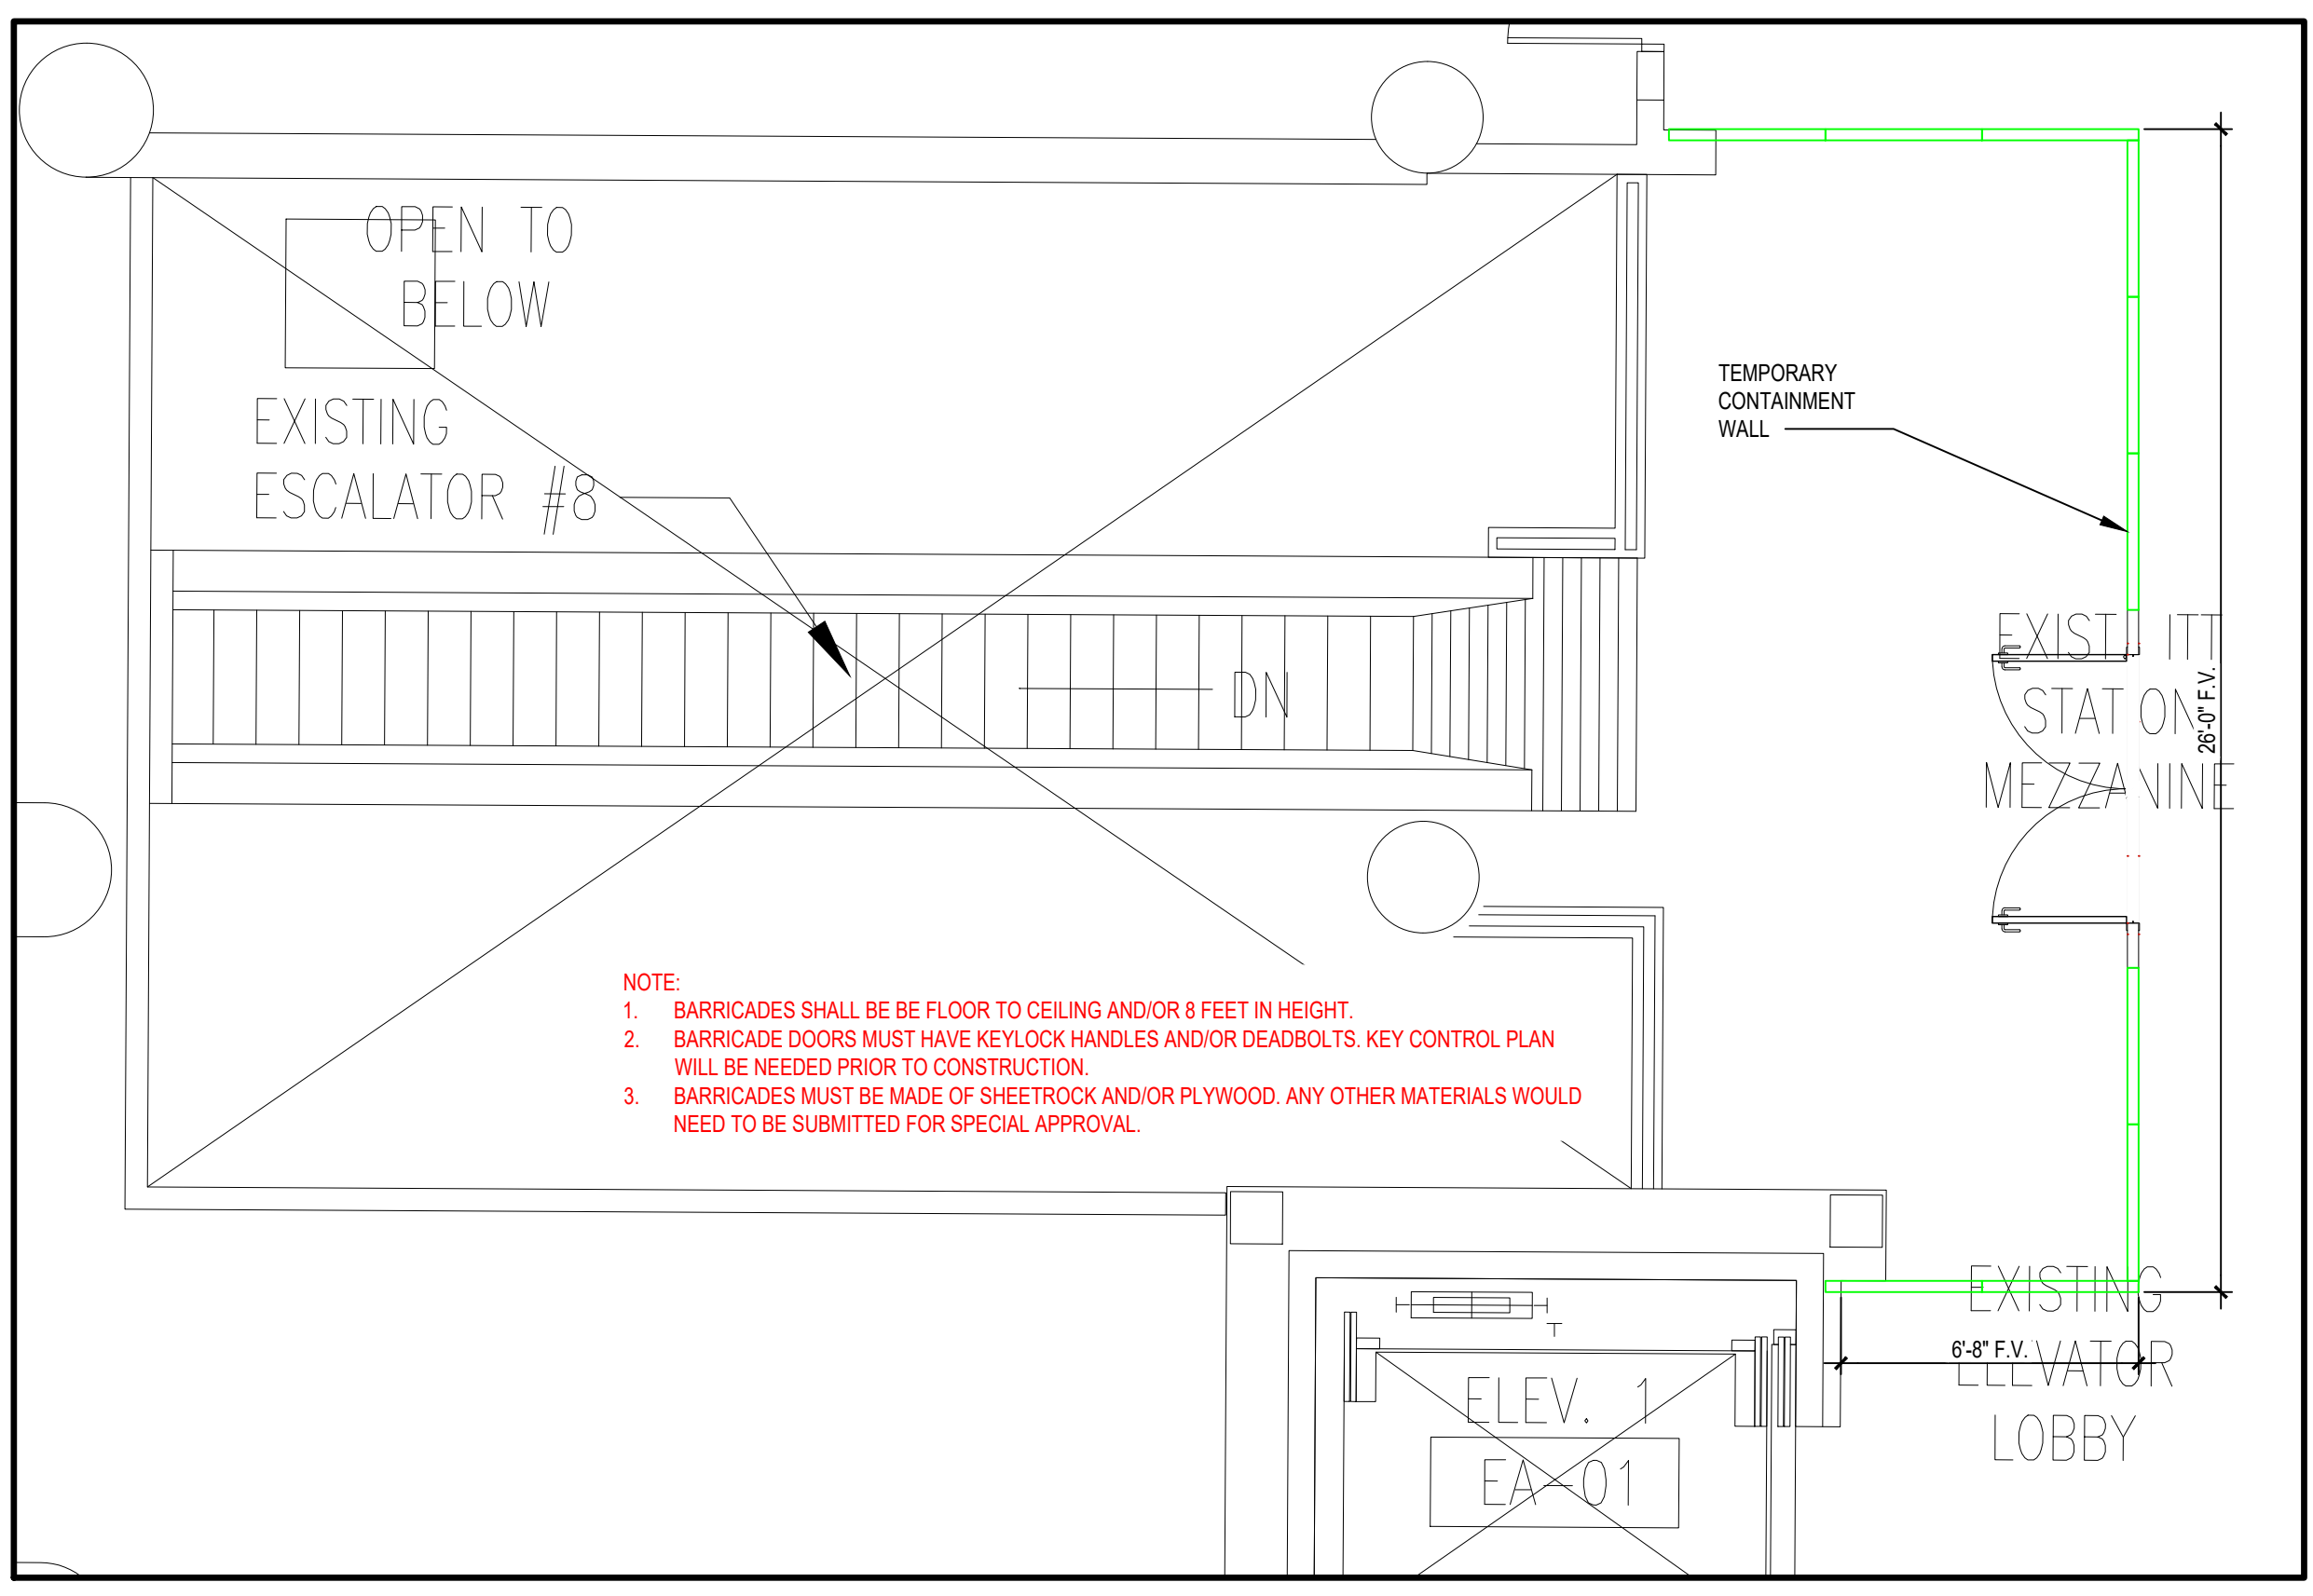 OPEN TO
BELOW
EXISTING
ESCALATOR #8
TEMPORARY
CONTAINMENT
WALL
DN
EXIST. ITT
STATION
MEZZANINE
26'-0" F.V.
NOTE:
1. BARRICADES SHALL BE BE FLOOR TO CEILING AND/OR 8 FEET IN HEIGHT.
2. BARRICADE DOORS MUST HAVE KEYLOCK HANDLES AND/OR DEADBOLTS. KEY CONTROL PLAN
WILL BE NEEDED PRIOR TO CONSTRUCTION.
3. BARRICADES MUST BE MADE OF SHEETROCK AND/OR PLYWOOD. ANY OTHER MATERIALS WOULD
NEED TO BE SUBMITTED FOR SPECIAL APPROVAL.
EXISTING
ELEVATOR
LOBBY
6'-8" F.V.
T
ELEV. 1
EA-01